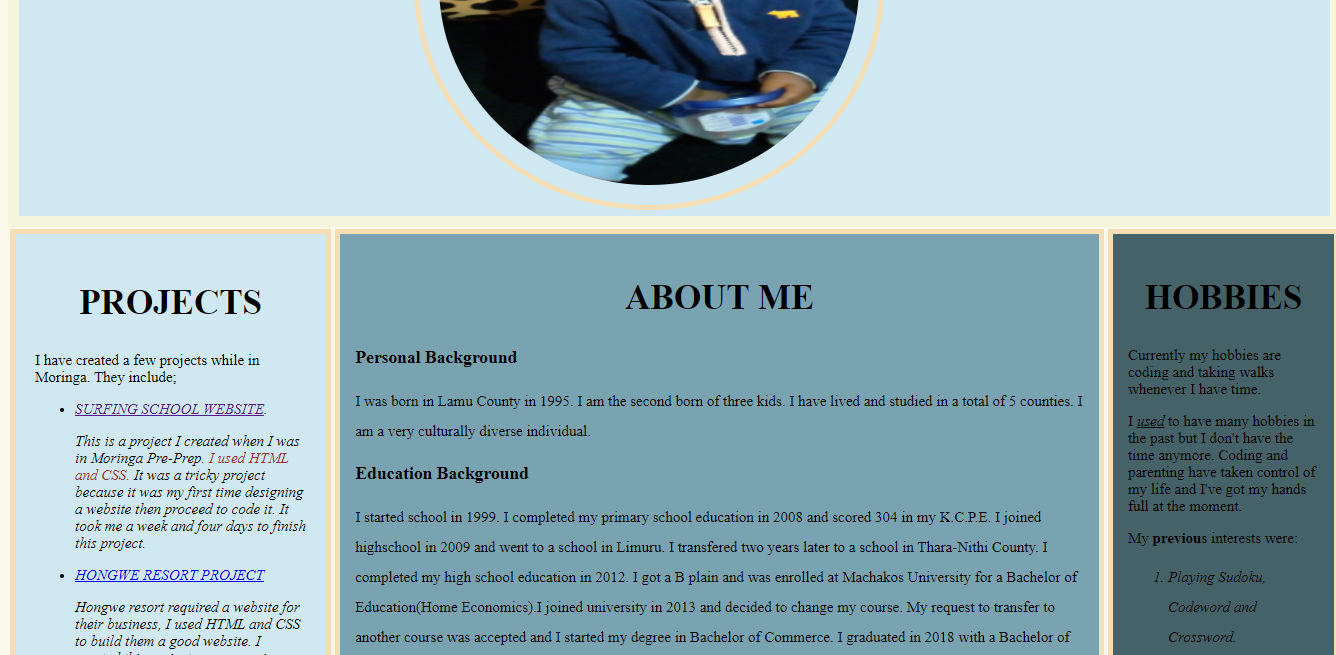 PROJECTS
I have created a few projects while in
Moringa. They include;
SURFING SCHOOL WEBSITE.
This is a project I created when I was
in Moringa Pre-Prep. I used HTML
and CSS. It was a tricky project
because it was my first time designing
a website then proceed to code it. It
took me a week and four days to finish
this project.
HONGWE RESORT PROJECT
Hongwe resort required a website for
their business, I used HTML and CSS
to build them a good website. I
ABOUT ME
Personal Background
I was born in Lamu County in 1995. I am the second born of three kids. I have lived and studied in a total of 5 counties. I
am a very culturally diverse individual.
Education Background
I started school in 1999. I completed my primary school education in 2008 and scored 304 in my K.C.P.E. I joined
highschool in 2009 and went to a school in Limuru. I transfered two years later to a school in Thara-Nithi County. I
completed my high school education in 2012. I got a B plain and was enrolled at Machakos University for a Bachelor of
Education(Home Economics).I joined university in 2013 and decided to change my course. My request to transfer to
another course was accepted and I started my degree in Bachelor of Commerce. I graduated in 2018 with a Bachelor of
HOBBIES
Currently my hobbies are
coding and taking walks
whenever I have time.
I used to have many hobbies in
the past but I don't have the
time anymore. Coding and
parenting have taken control of
my life and I've got my hands
full at the moment.
My previous interests were:
1. Playing Sudoku,
Codeword and
Crossword.